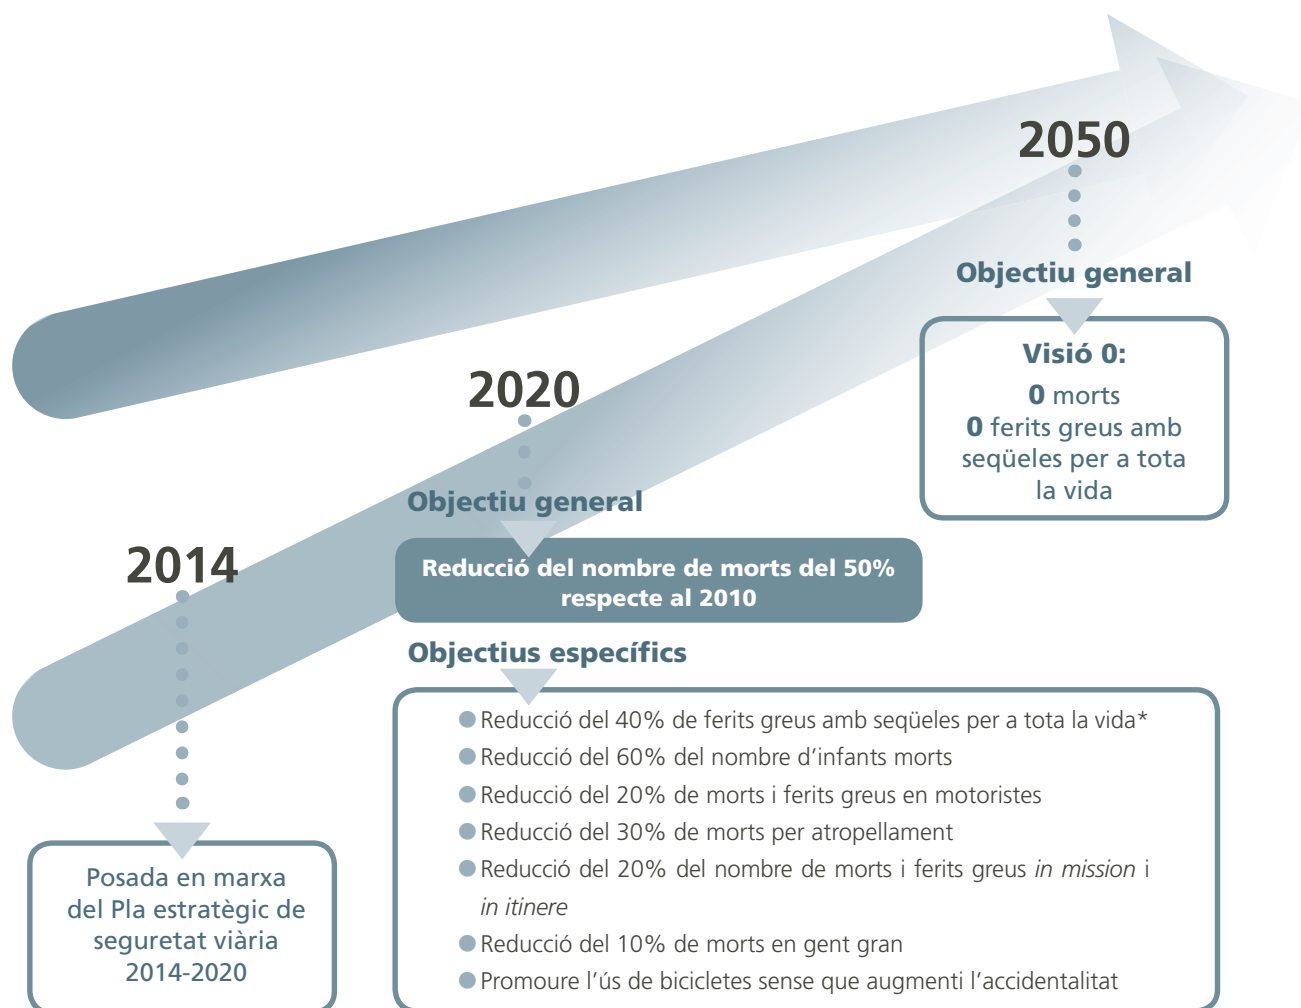 2050
Objectiu general
Visió 0:
0 morts
0 ferits greus amb
seqüeles per a tota
la vida
2020
Objectiu general
Reducció del nombre de morts del 50%
respecte al 2010
Objectius específics
Reducció del 40% de ferits greus amb seqüeles per a tota la vida*
Reducció del 60% del nombre d’infants morts
Reducció del 20% de morts i ferits greus en motoristes
Reducció del 30% de morts per atropellament
Reducció del 20% del nombre de morts i ferits greus in mission i
in itinere
Reducció del 10% de morts en gent gran
Promoure l’ús de bicicletes sense que augmenti l’accidentalitat
2014
Posada en marxa
del Pla estratègic de
seguretat viària
2014-2020